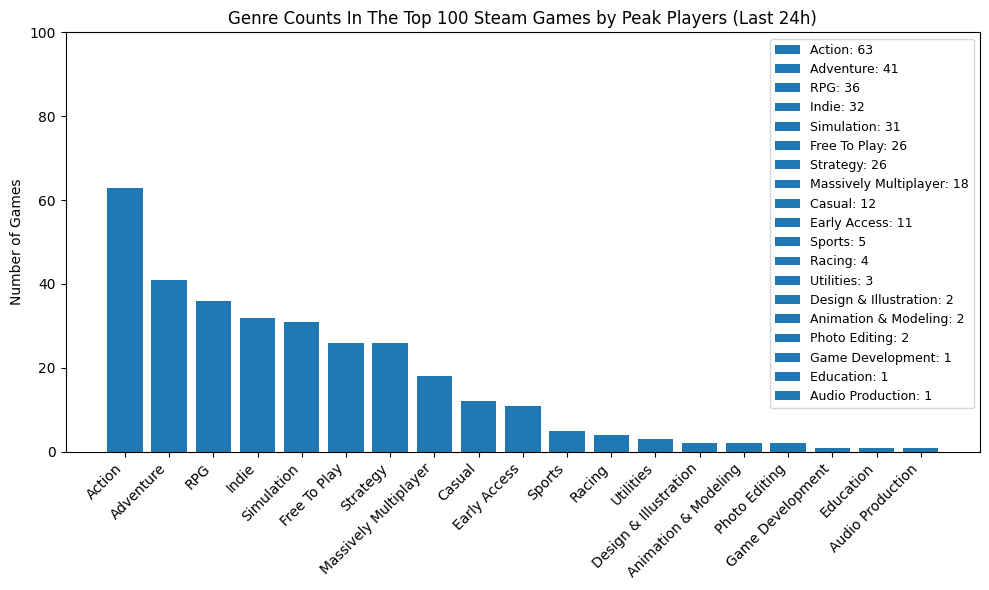 Genre Counts In The Top 100 Steam Games by Peak Players (Last 24h)
Number of Games
100
80
60
40
20
0
Action: 63
Adventure: 41
RPG: 36
Indie: 32
Simulation: 31
Free To Play: 26
Strategy: 26
Massively Multiplayer: 18
Casual: 12
Early Access: 11
Sports: 5
Racing: 4
Utilities: 3
Design & Illustration: 2
Animation & Modeling: 2
Photo Editing: 2
Game Development: 1
Education: 1
Audio Production: 1
Action
Adventure
RPG
Indie
Simulation
Free To Play
Strategy
Massively Multiplayer
Casual
Early Access
Sports
Racing
Utilities
Design & Illustration
Animation & Modeling
Photo Editing
Game Development
Education
Audio Production